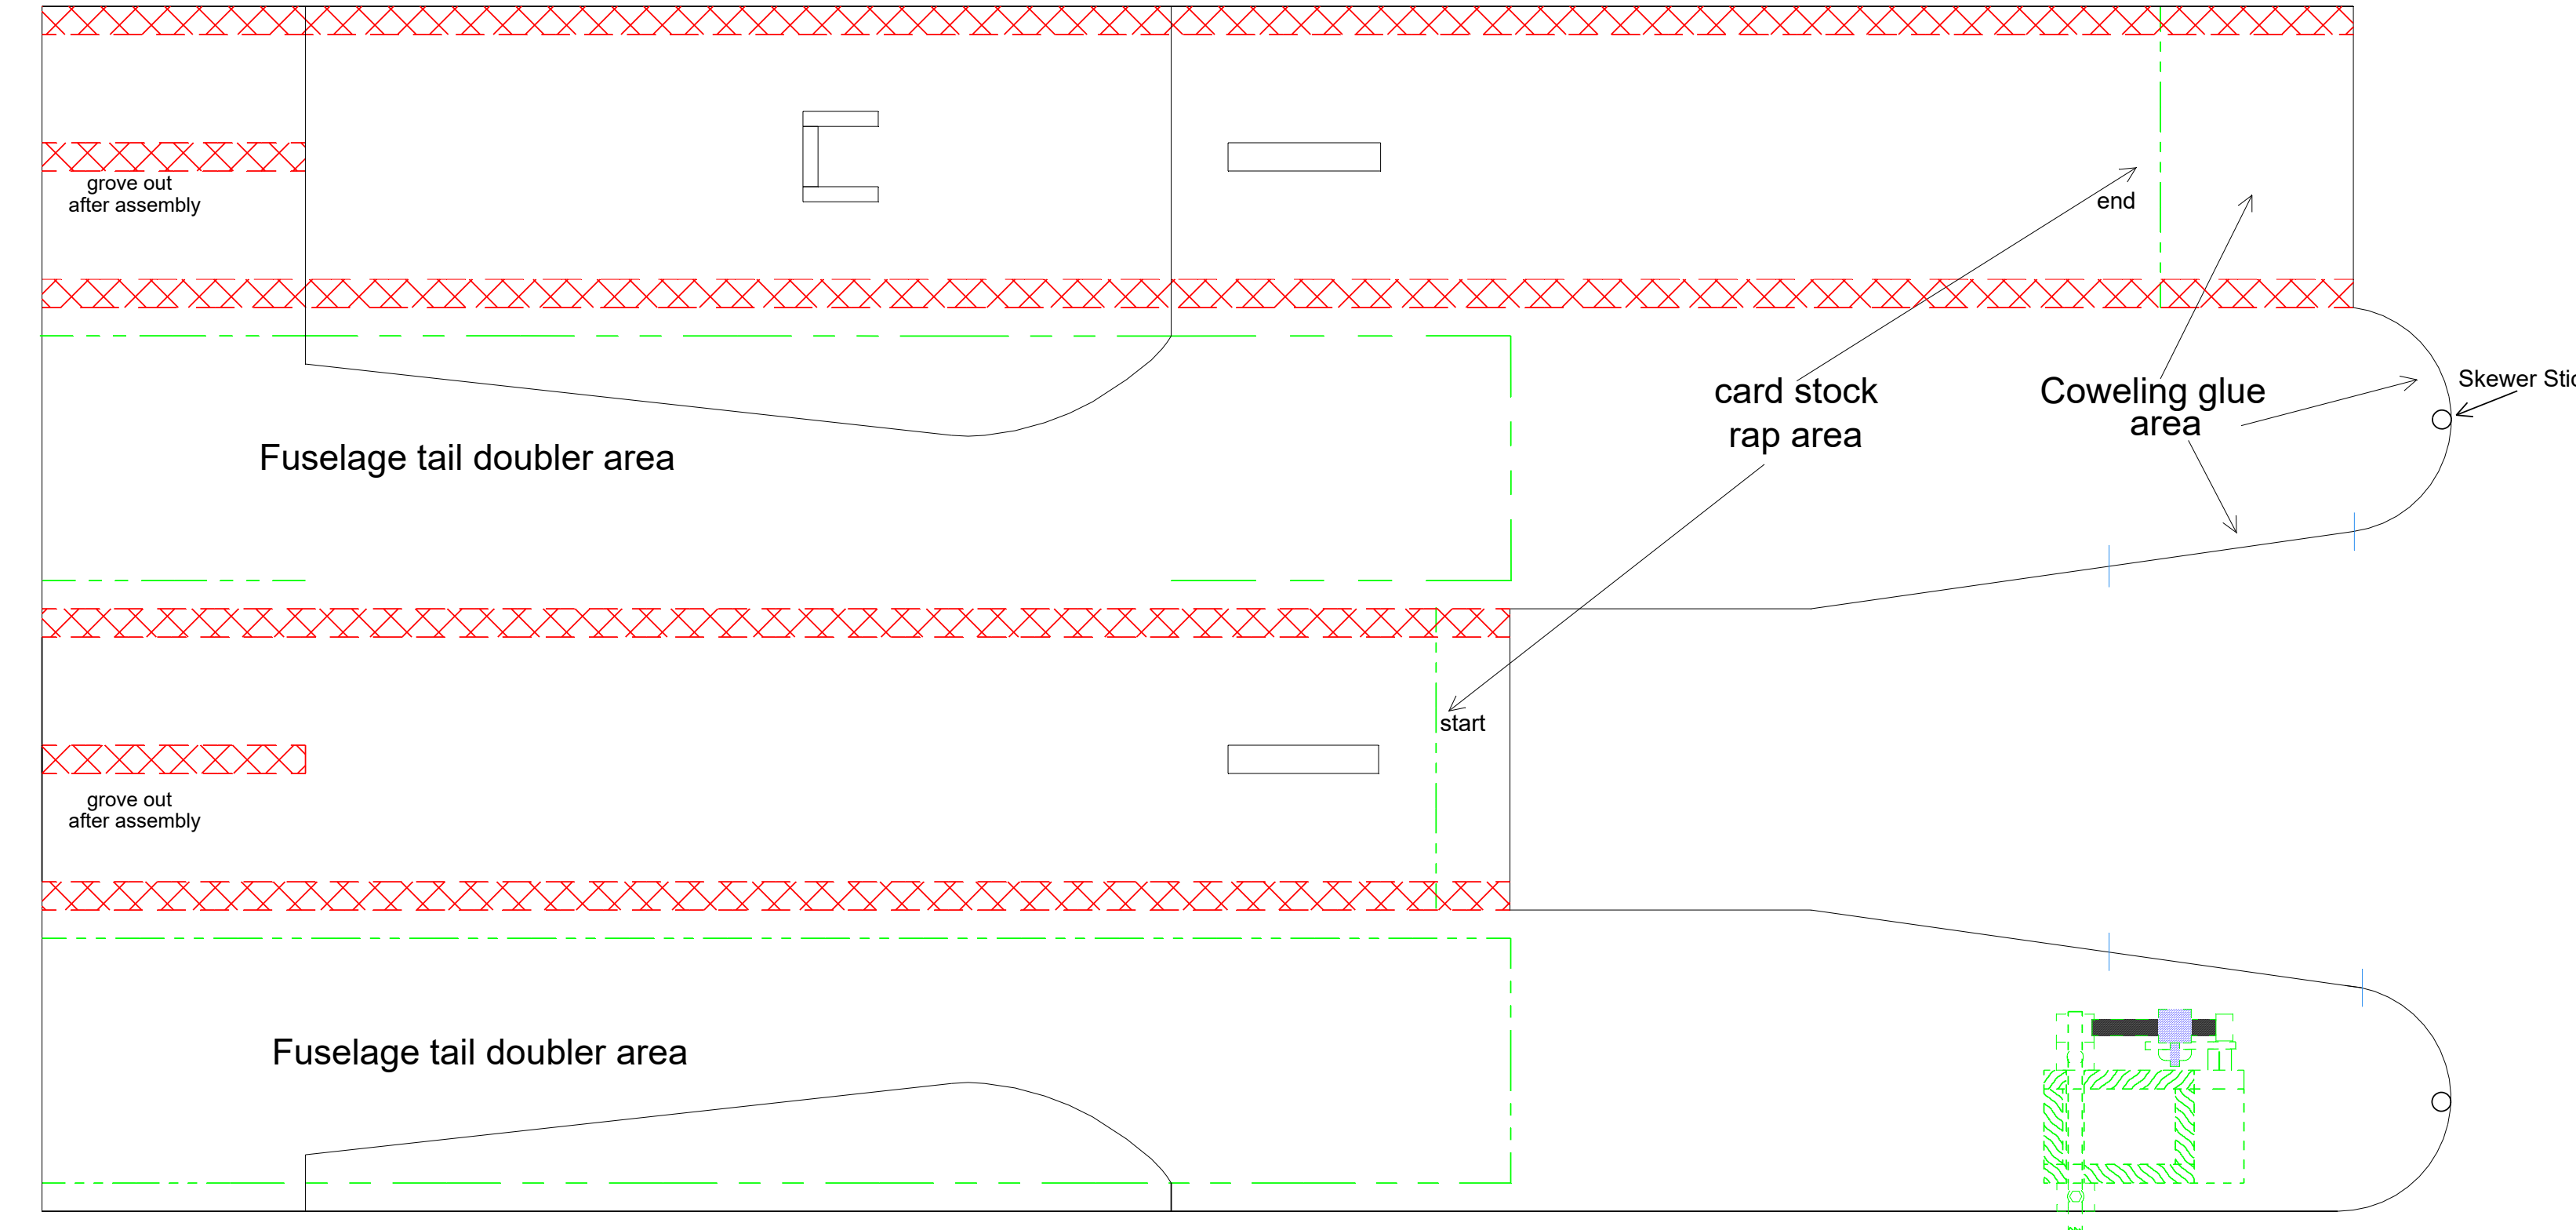 grove out
after assembly
end
card stock
rap area
Coweling glue
area
Skewer
Fuselage tail doubler area
start
grove out
after assembly
Fuselage tail doubler area